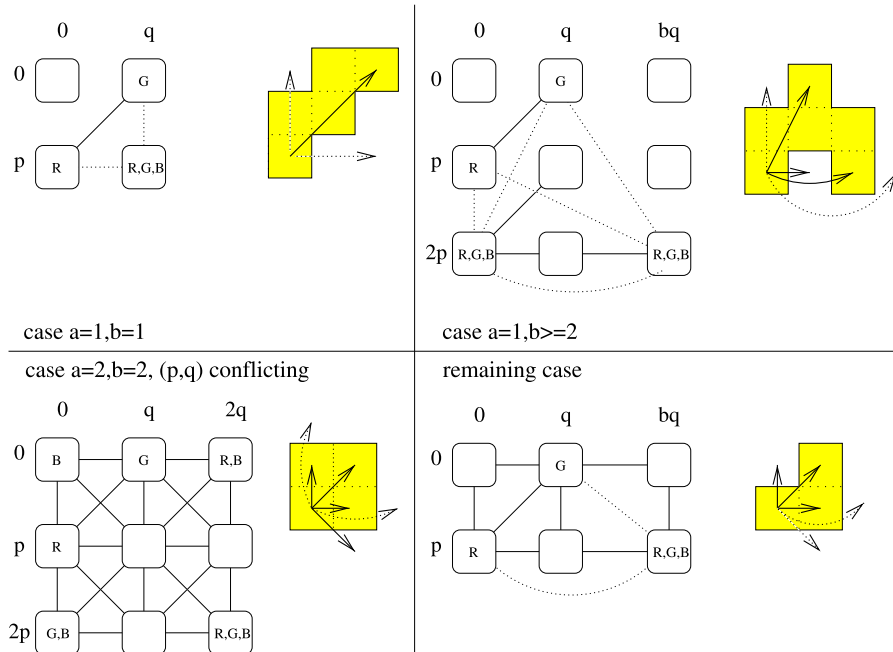 0 q
0 G
p R R,G,B
case a=1,b=1
0 q bq
0 G
p R
2p R,G,B R,G,B
case a=1,b>=2
case a=2,b=2, (p,q) conflicting
0 q 2q
0 B G R,B
p R
2p G,B R,G,B
remaining case
0 q bq
0 G
p R R,G,B